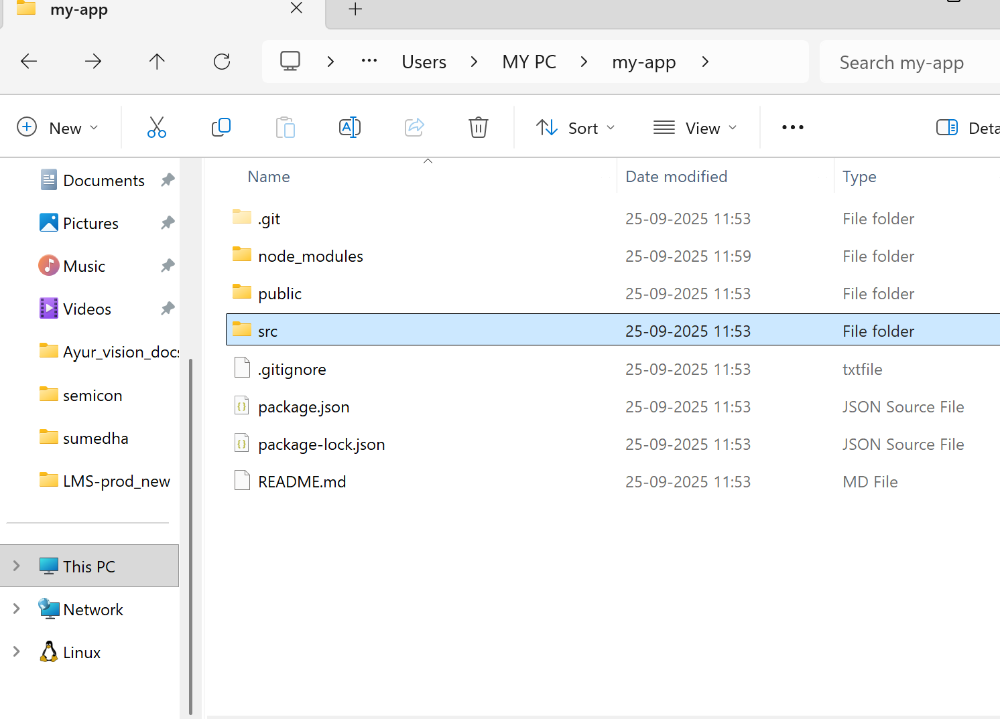 my-app
Users > MY PC > my-app >
Search my-app
New
Sort
View
Name
Date modified
Type
Documents
Pictures
Music
Videos
Ayur_vision_docs
semicon
sumedha
LMS-prod_new
This PC
Network
Linux
.git 25-09-2025 11:53 File folder
node_modules 25-09-2025 11:59 File folder
public 25-09-2025 11:53 File folder
src 25-09-2025 11:53 File folder
.gitignore 25-09-2025 11:53 txtfile
package.json 25-09-2025 11:53 JSON Source File
package-lock.json 25-09-2025 11:53 JSON Source File
README.md 25-09-2025 11:53 MD File